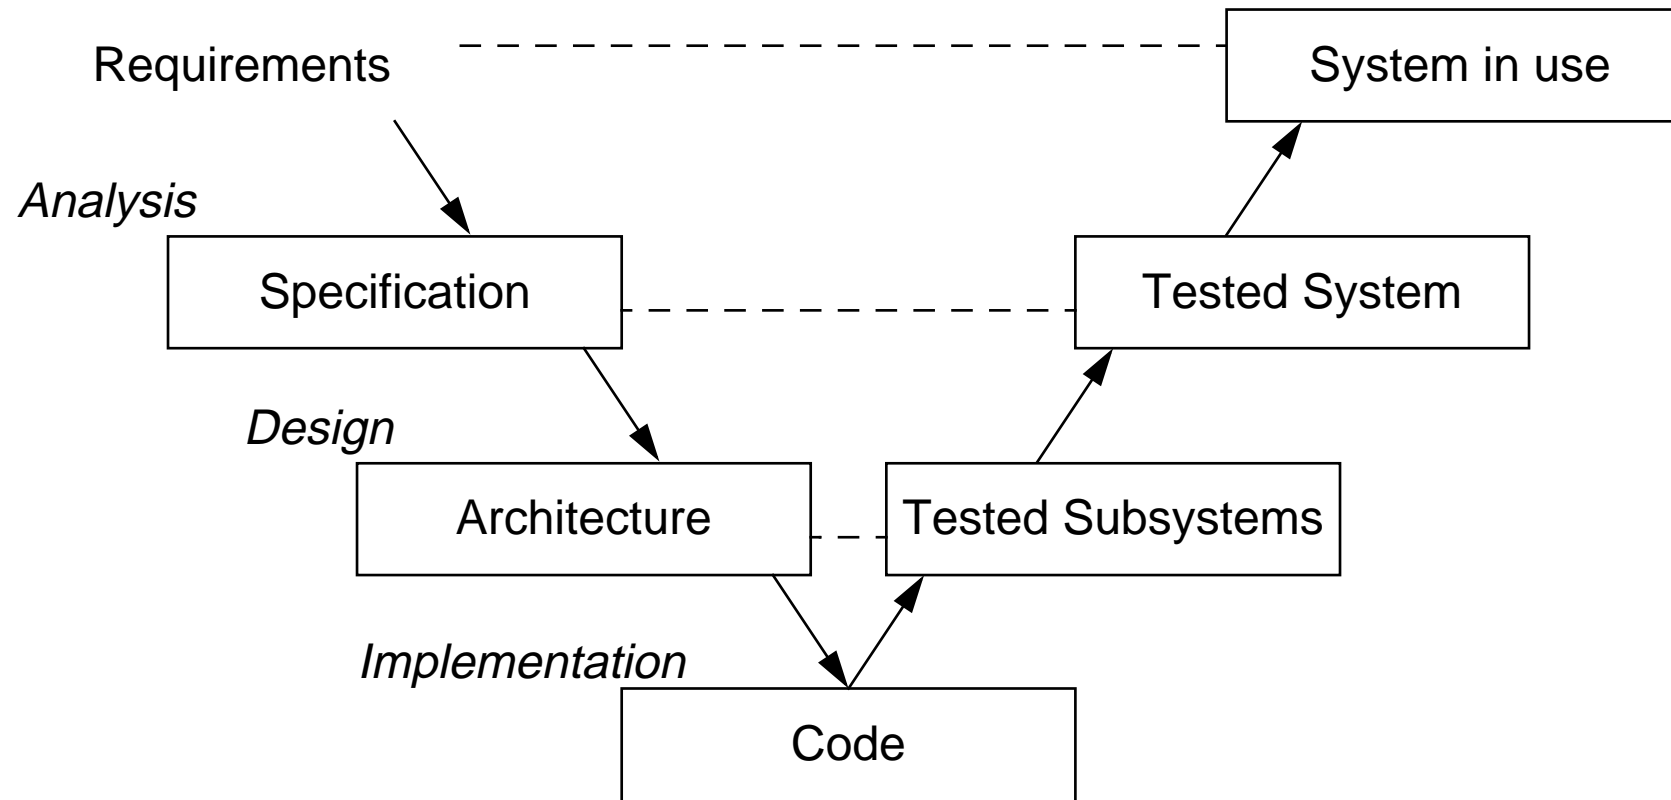 Requirements
System in use
Analysis
Specification
Tested System
Design
Architecture
Tested Subsystems
Implementation
Code